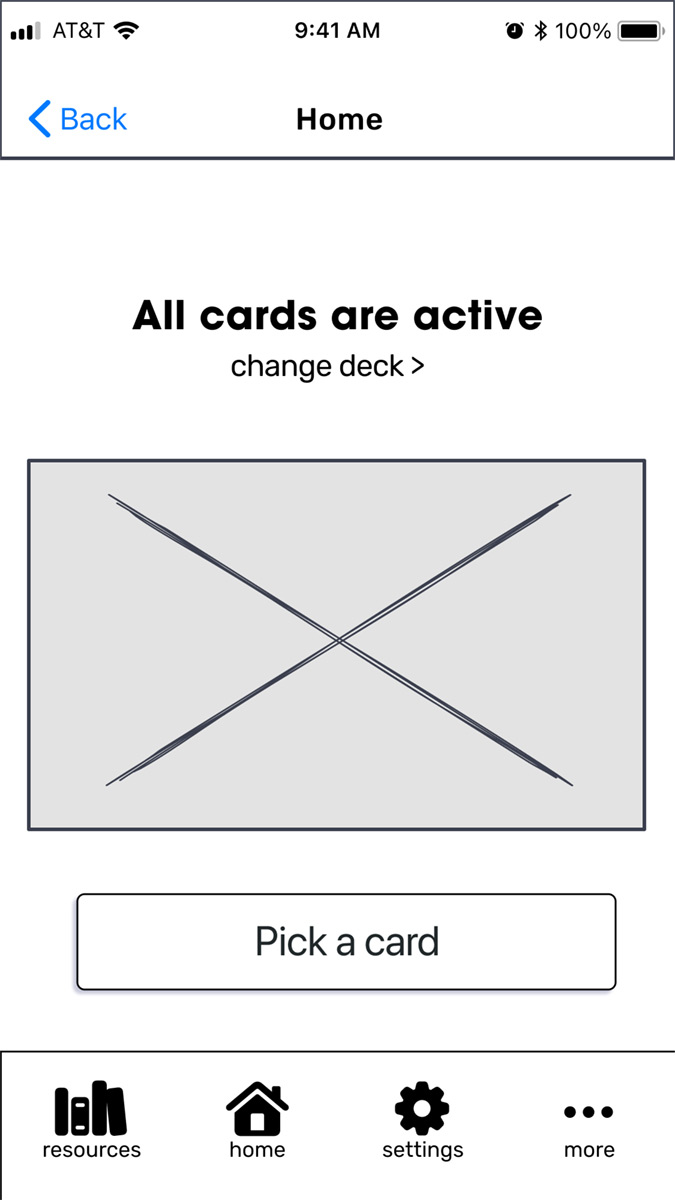 AT&T 9:41 AM 100%
Back Home
All cards are active
change deck >
Pick a card
resources home settings more